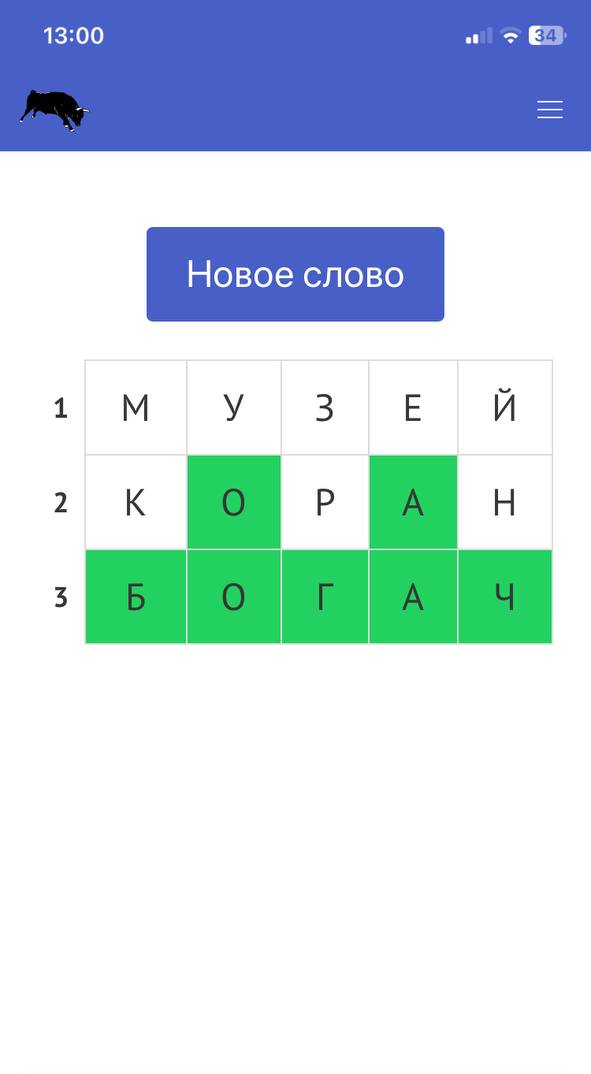 13:00
34
Новое слово
1 М У З Е Й
2 К О Р А Н
3 Б О Г А Ч